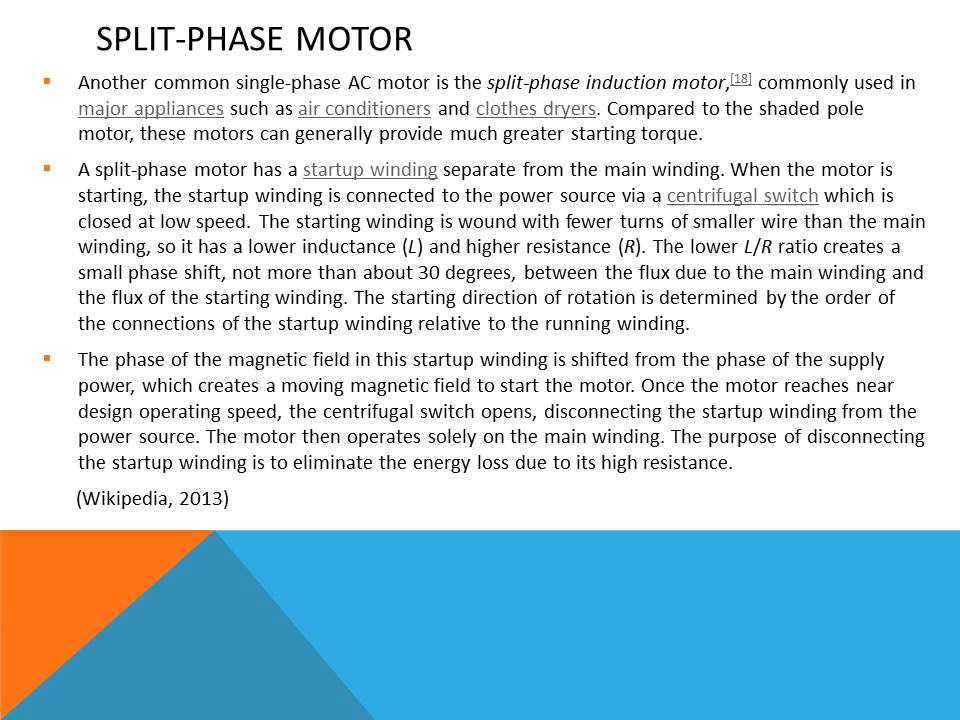 SPLIT-PHASE MOTOR
▪ Another common single-phase AC motor is the split-phase induction motor,[18] commonly used in
major appliances such as air conditioners and clothes dryers. Compared to the shaded pole
motor, these motors can generally provide much greater starting torque.
▪ A split-phase motor has a startup winding separate from the main winding. When the motor is
starting, the startup winding is connected to the power source via a centrifugal switch which is
closed at low speed. The starting winding is wound with fewer turns of smaller wire than the main
winding, so it has a lower inductance (L) and higher resistance (R). The lower L/R ratio creates a
small phase shift, not more than about 30 degrees, between the flux due to the main winding and
the flux of the starting winding. The starting direction of rotation is determined by the order of
the connections of the startup winding relative to the running winding.
▪ The phase of the magnetic field in this startup winding is shifted from the phase of the supply
power, which creates a moving magnetic field to start the motor. Once the motor reaches near
design operating speed, the centrifugal switch opens, disconnecting the startup winding from the
power source. The motor then operates solely on the main winding. The purpose of disconnecting
the startup winding is to eliminate the energy loss due to its high resistance.
(Wikipedia, 2013)